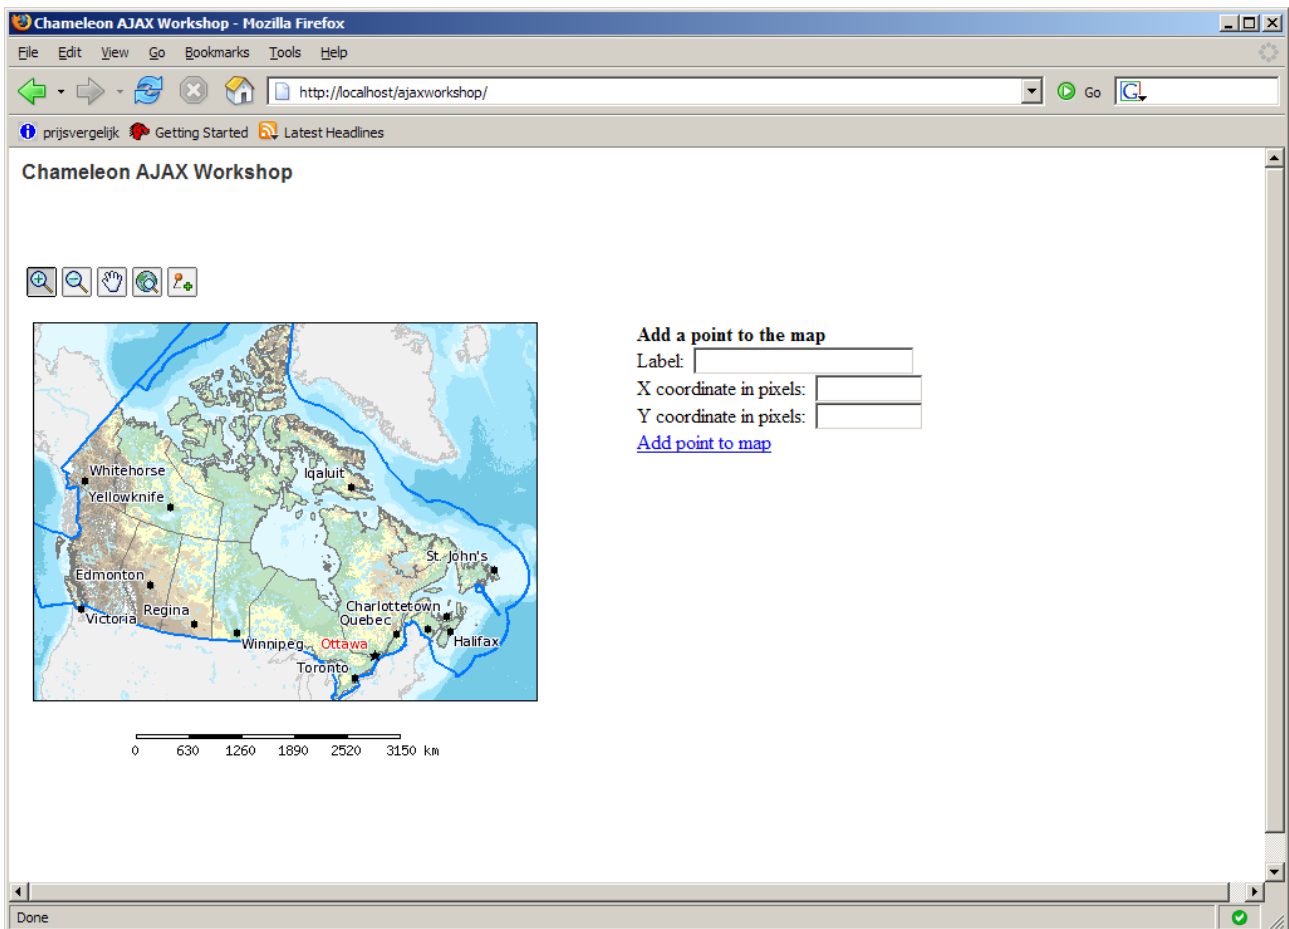 Chameleon AJAX Workshop - Mozilla Firefox
File Edit View Go Bookmarks Tools Help
http://localhost/ajaxworkshop/ Go G
prijsvergelijk Getting Started Latest Headlines
Chameleon AJAX Workshop
Add a point to the map
Label:
X coordinate in pixels:
Y coordinate in pixels:
Add point to map
Whitehorse
Iqaluit
Yellowknife
St. John's
Edmonton
Charlottetown
Regina
Victoria
Quebec
Winnipeg
Ottawa
Halifax
Toronto
0 630 1260 1890 2520 3150 km
Done